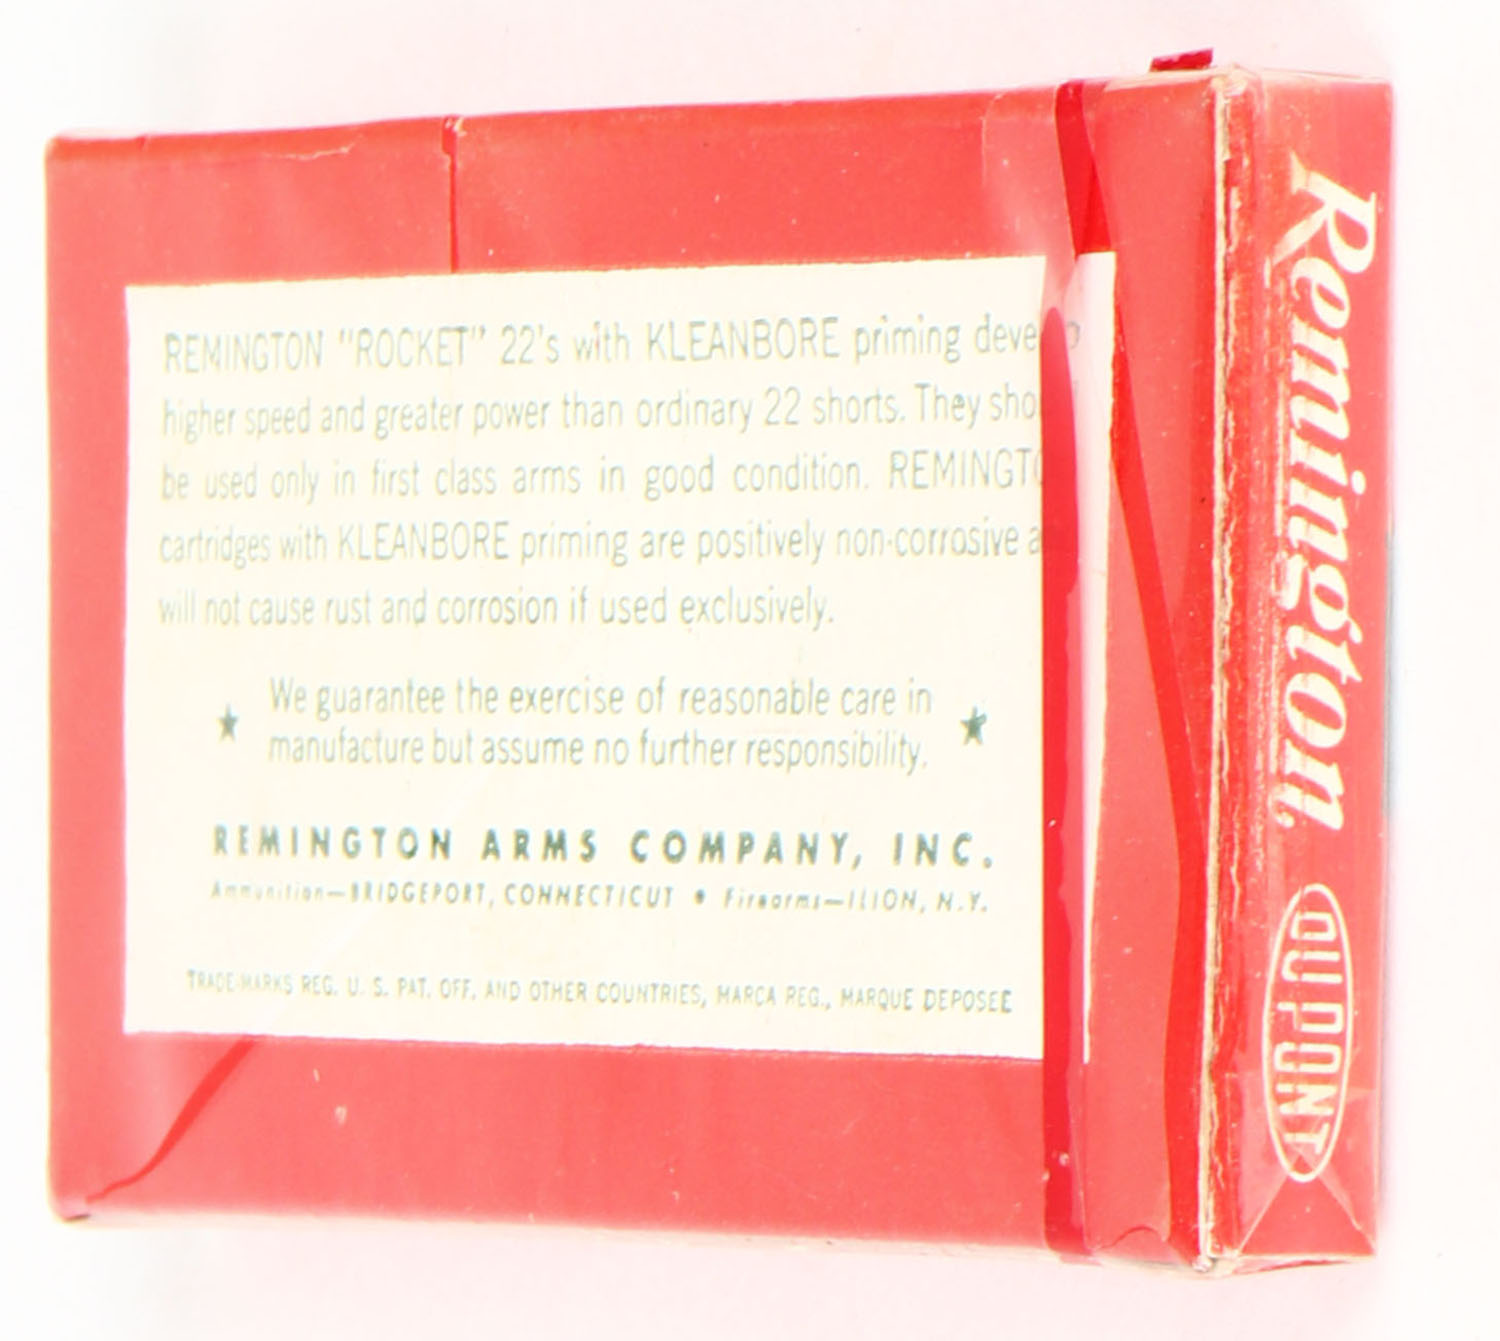 REMINGTON "ROCKET" 22's with KLEANBORE priming
higher speed and greater power than ordinary 22 shorts. They
be used only in first class arms in good condition.
cartridges with KLEANBORE priming are positively non-corrosive
will not cause rust and corrosion if used exclusively.
★ We guarantee the exercise of reasonable care in
manufacture but assume no further responsibility. ★
REMINGTON ARMS COMPANY, INC.
Ammunition—BRIDGEPORT, CONNECTICUT • Firearms—ILION, N.Y.
TRADE-MARKS REG. U. S. PAT. OFF. AND OTHER COUNTRIES, MARCA REG., MARQUE DEPOSEE
Remington
DUPONT